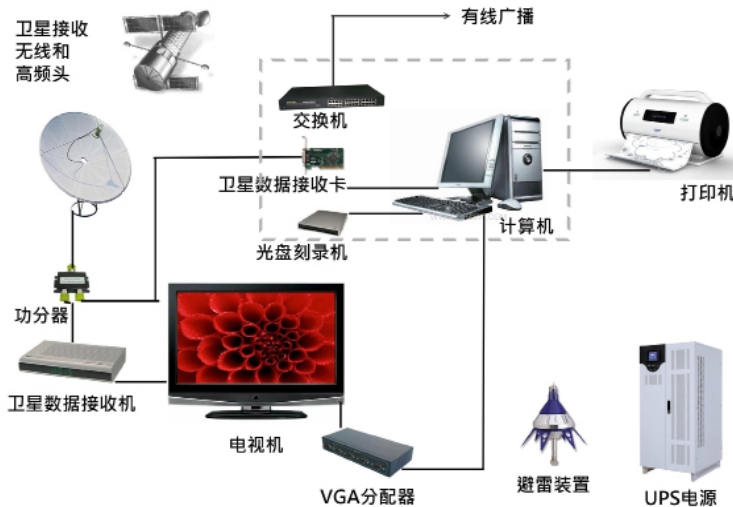 卫星接收
无线和
高频头
有线广播
交换机
卫星数据接收卡
光盘刻录机
计算机
打印机
功分器
卫星数据接收机
电视机
VGA分配器
避雷装置
UPS电源